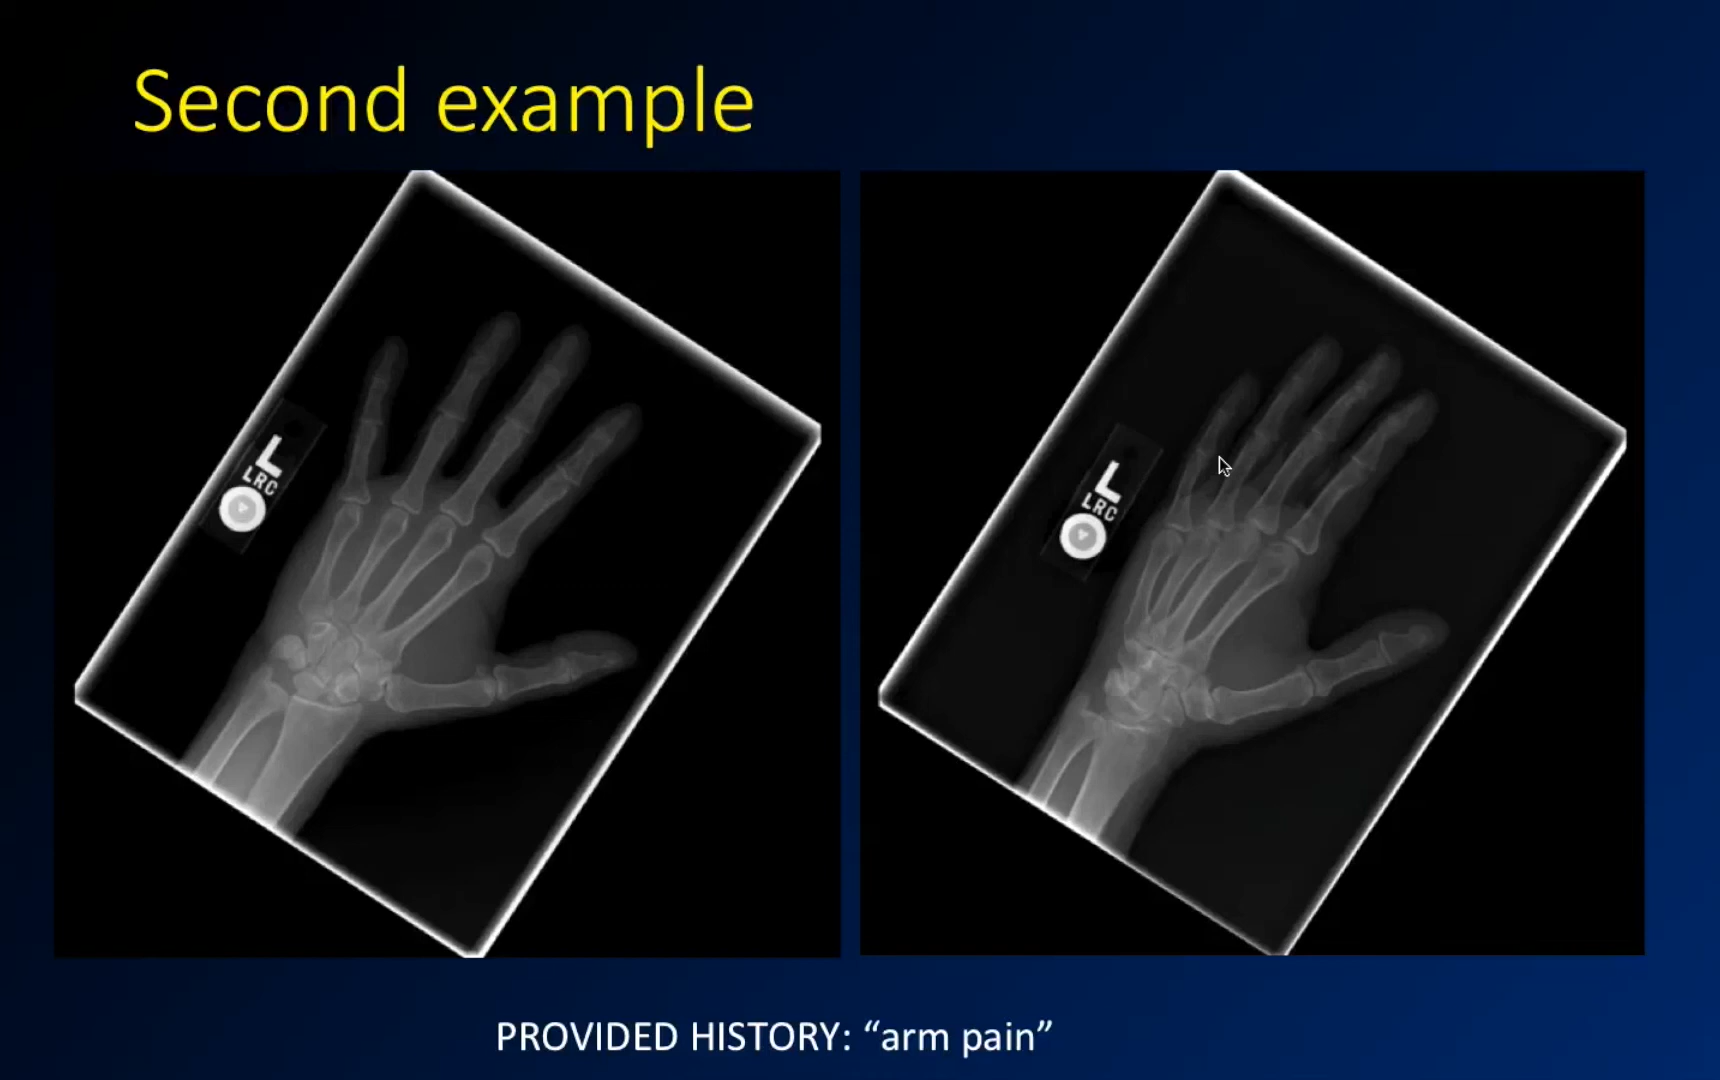 Second example
L
LRC
L
LRC
PROVIDED HISTORY: “arm pain”